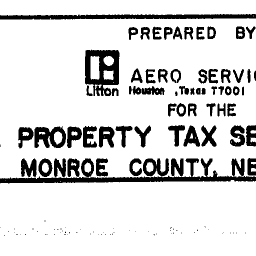 PREPARED BY
Litton
AERO SERVIC
Houston , Texas 77001
FOR THE
PROPERTY TAX SE
MONROE COUNTY, NE